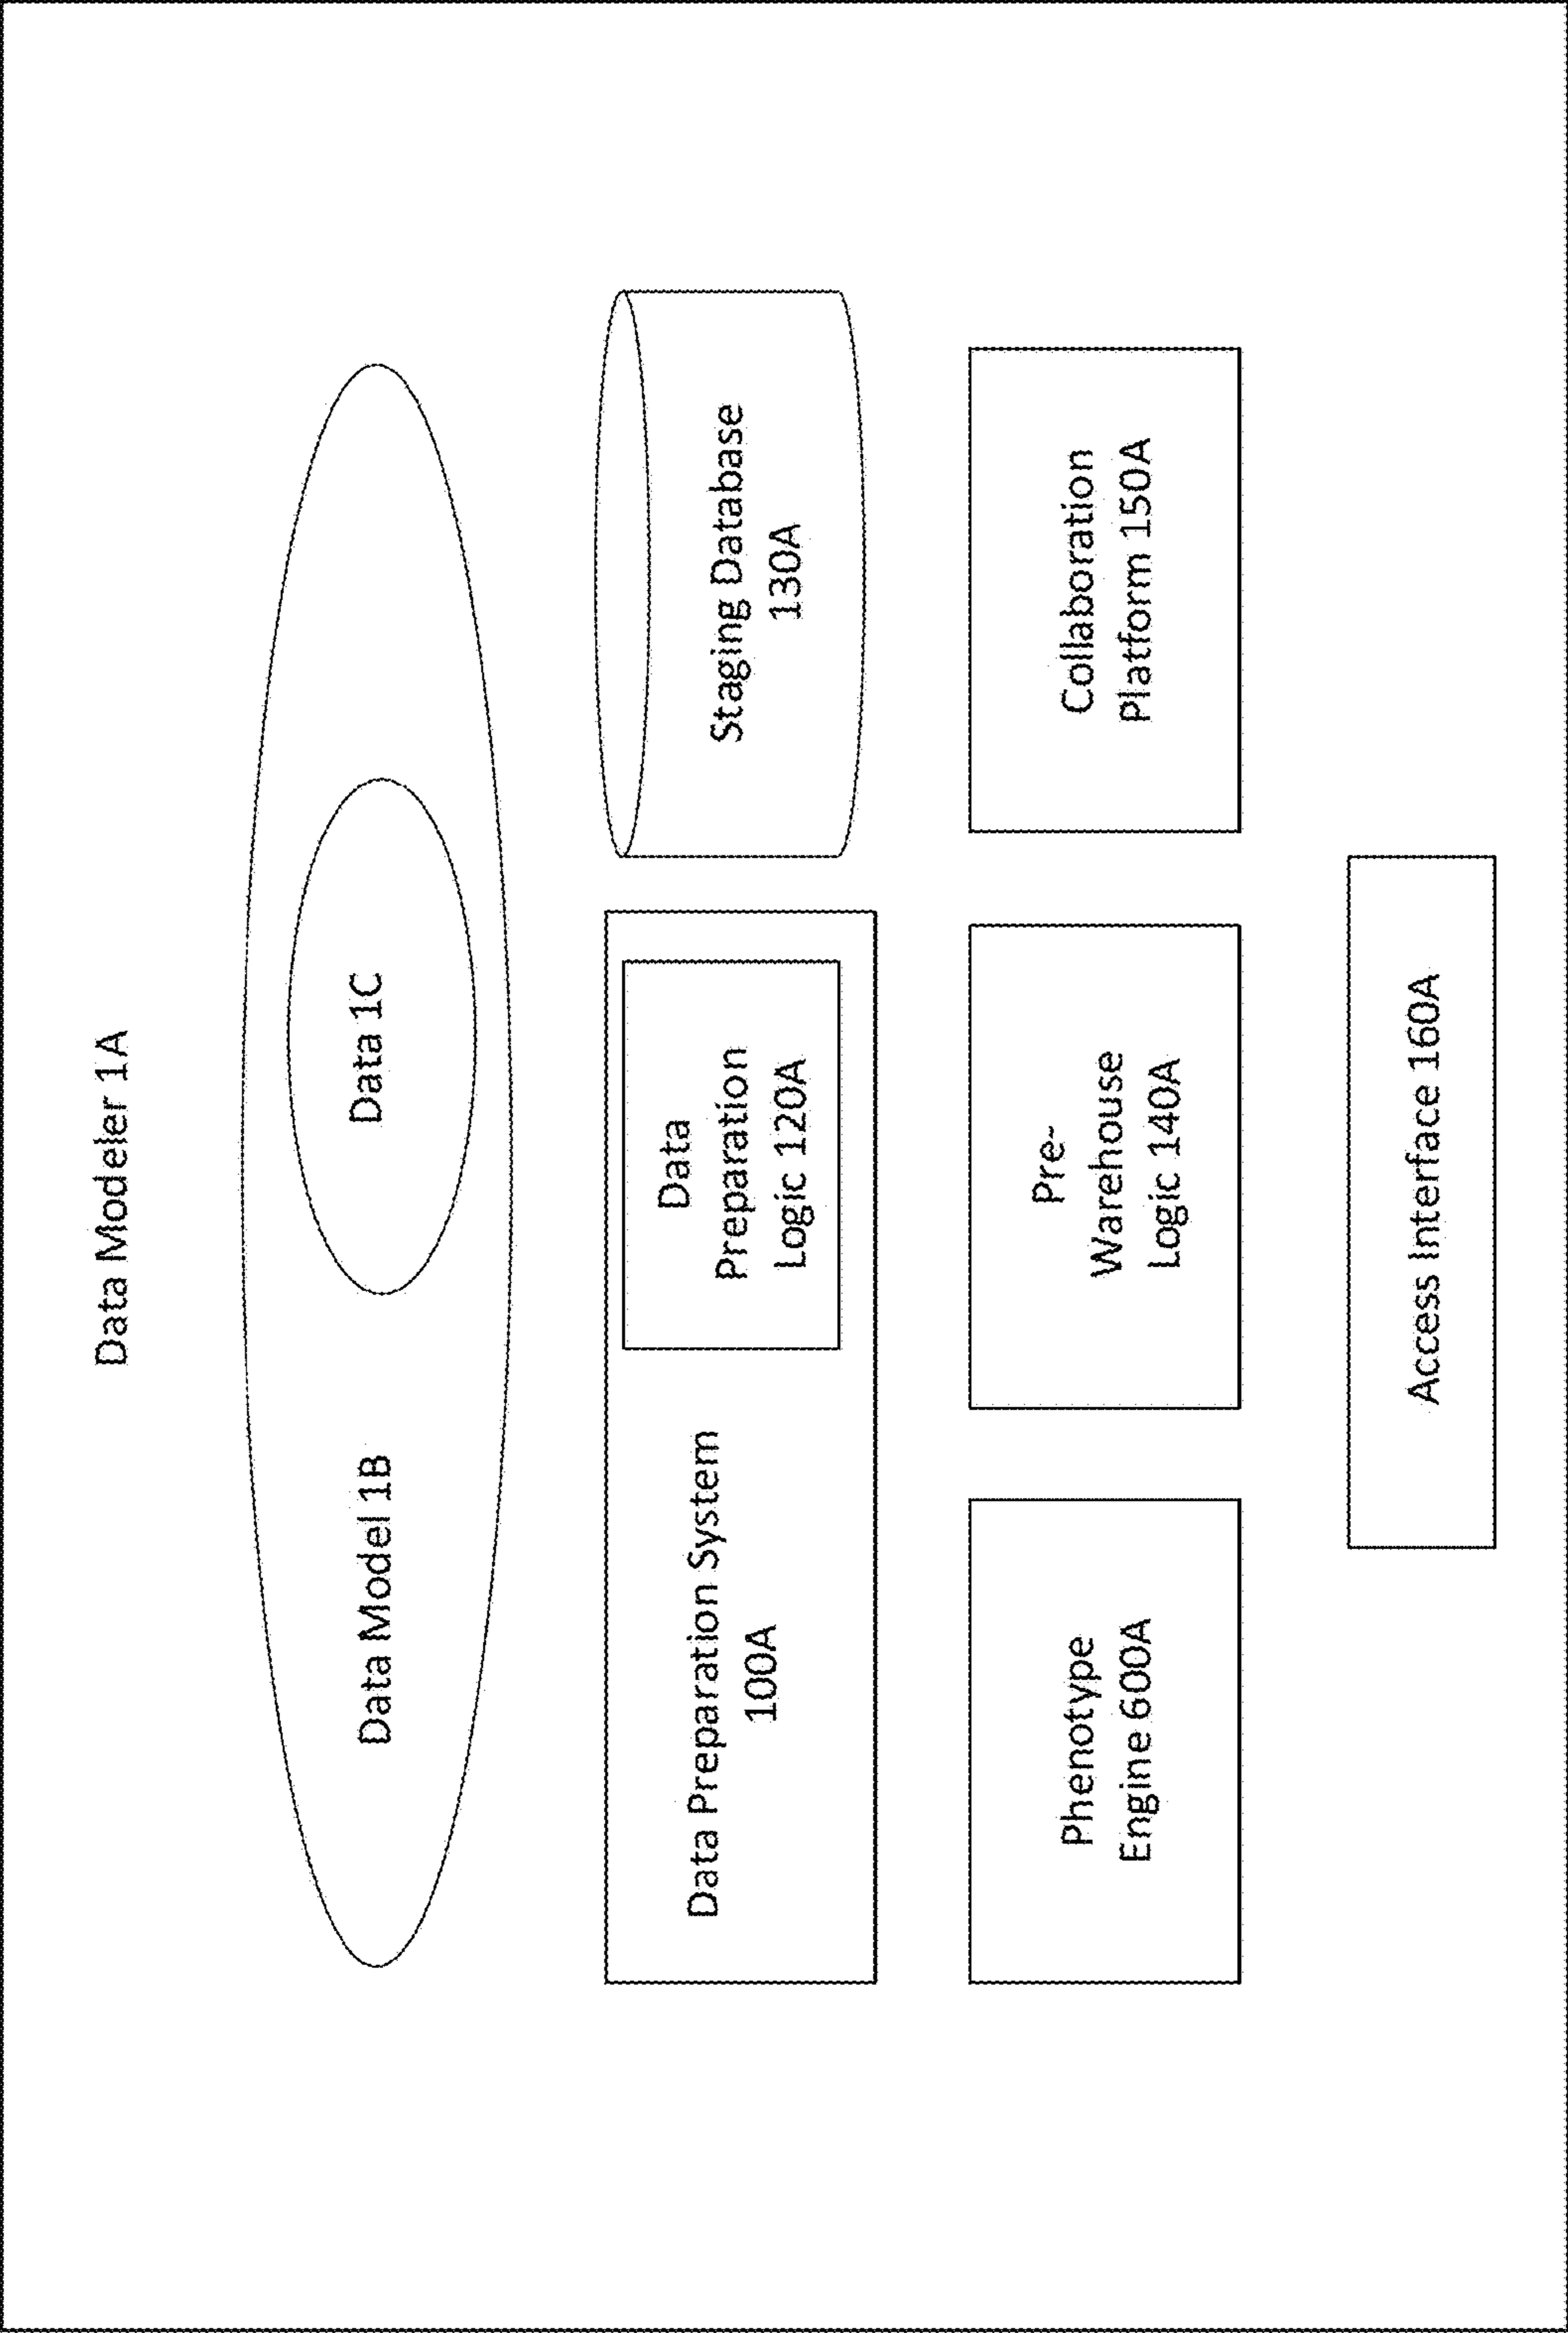 Data Modeler 1A
Data Model 1B
Data 1C
Data Preparation System
100A
Data
Preparation
Logic 120A
Staging Database
130A
Phenotype
Engine 600A
Pre-
Warehouse
Logic 140A
Collaboration
Platform 150A
Access Interface 160A